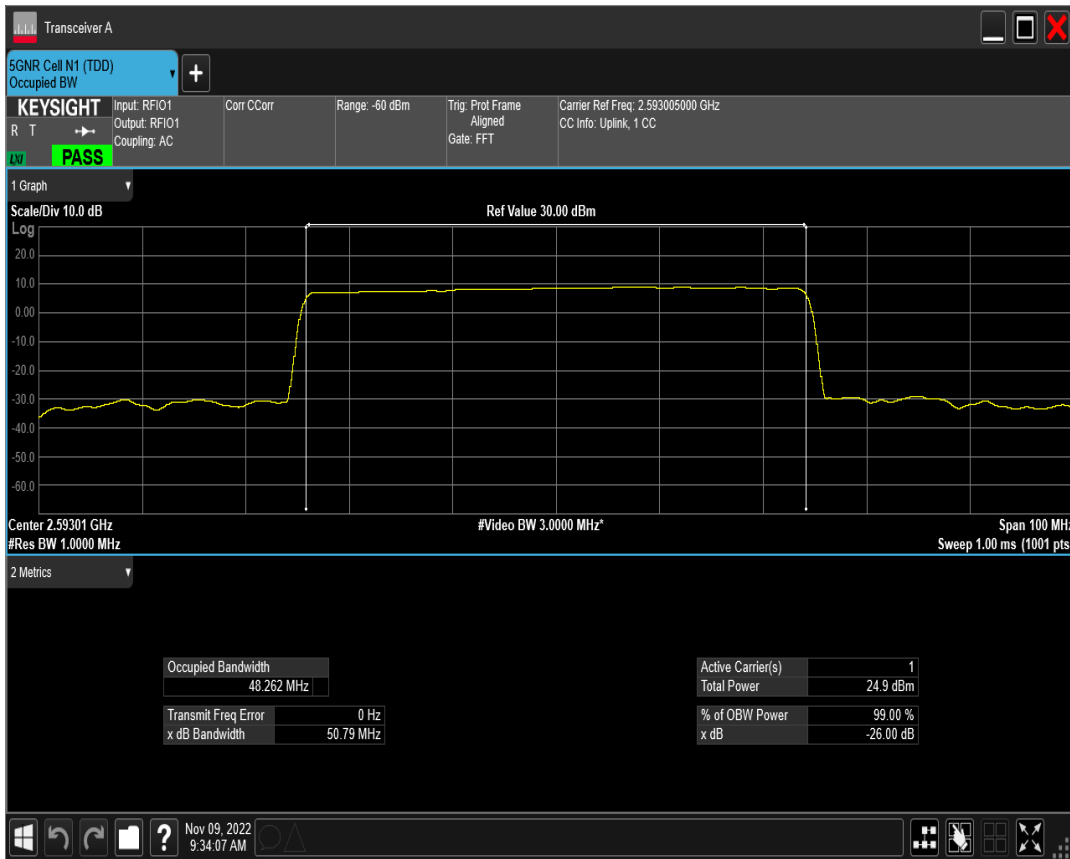 Transceiver A
5GNR Cell N1 (TDD)
Occupied BW
+
KEYSIGHT
R T
LXI
PASS
Input: RFIO1
Output: RFIO1
Coupling: AC
Corr CCorr
Range: -60 dBm
Trig: Prot Frame
Aligned
Gate: FFT
Carrier Ref Freq: 2.593005000 GHz
CC Info: Uplink, 1 CC
1 Graph
Scale/Div 10.0 dB
Ref Value 30.00 dBm
Log
20.0
10.0
0.00
-10.0
-20.0
-30.0
-40.0
-50.0
-60.0
Center 2.59301 GHz
#Video BW 3.0000 MHz*
Span 100 MHz
#Res BW 1.0000 MHz
Sweep 1.00 ms (1001 pts
2 Metrics
Occupied Bandwidth
48.262 MHz
Transmit Freq Error 0 Hz
x dB Bandwidth 50.79 MHz
Active Carrier(s) 1
Total Power 24.9 dBm
% of OBW Power 99.00 %
x dB -26.00 dB
?
Nov 09, 2022
9:34:07 AM